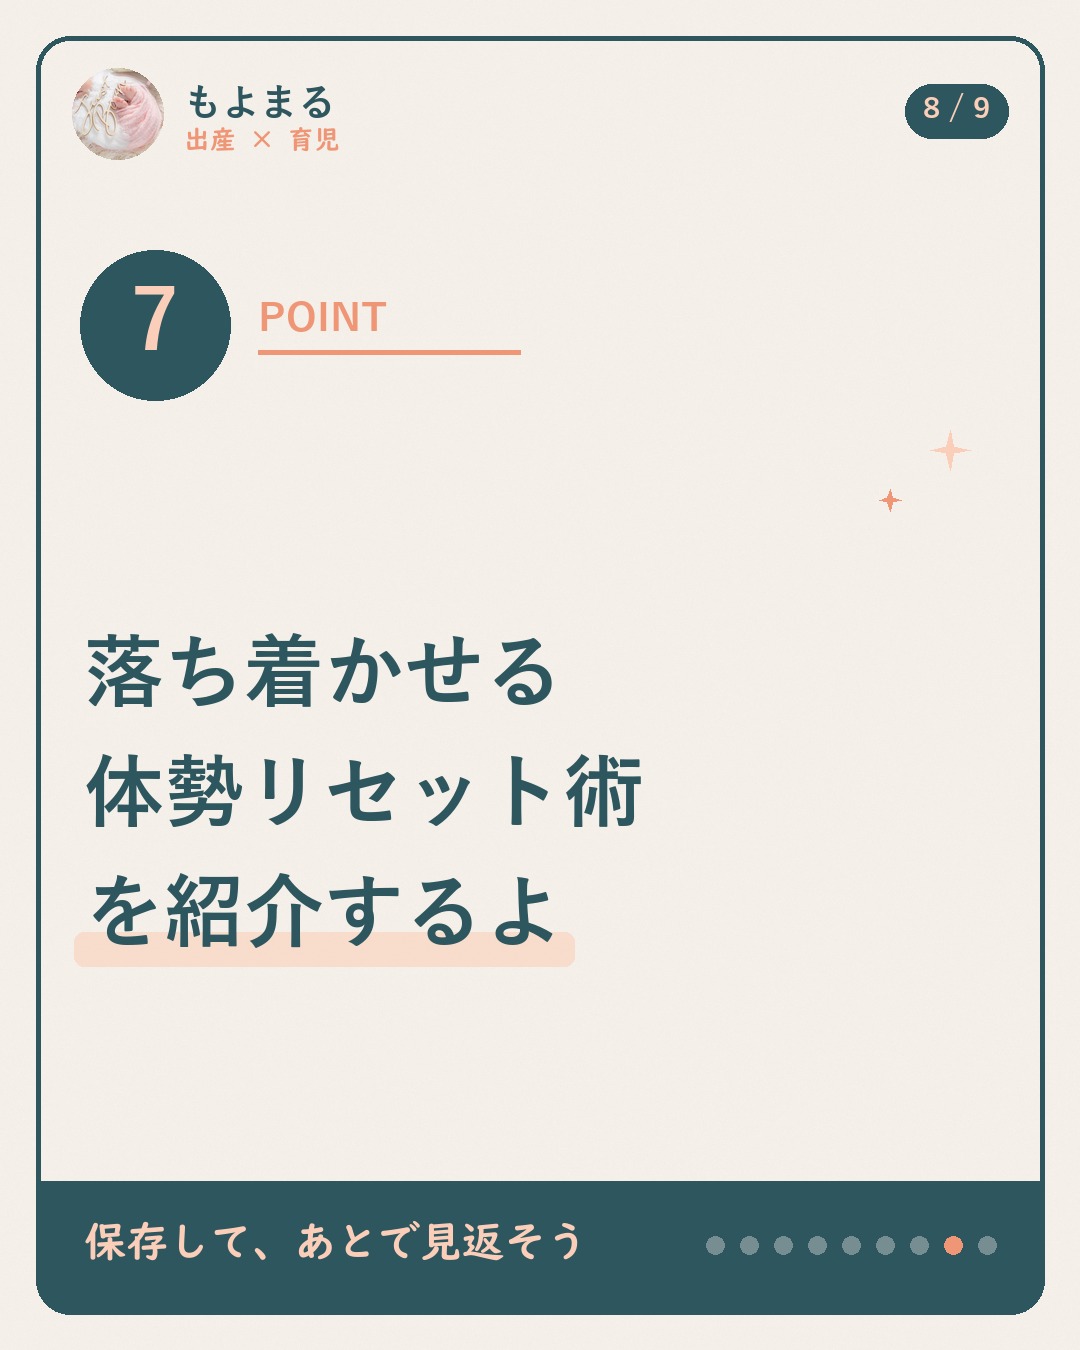 もよまる
出産 × 育児
8 / 9
7
POINT
落ち着かせる
体勢リセット術
を紹介するよ
保存して、あとで見返そう